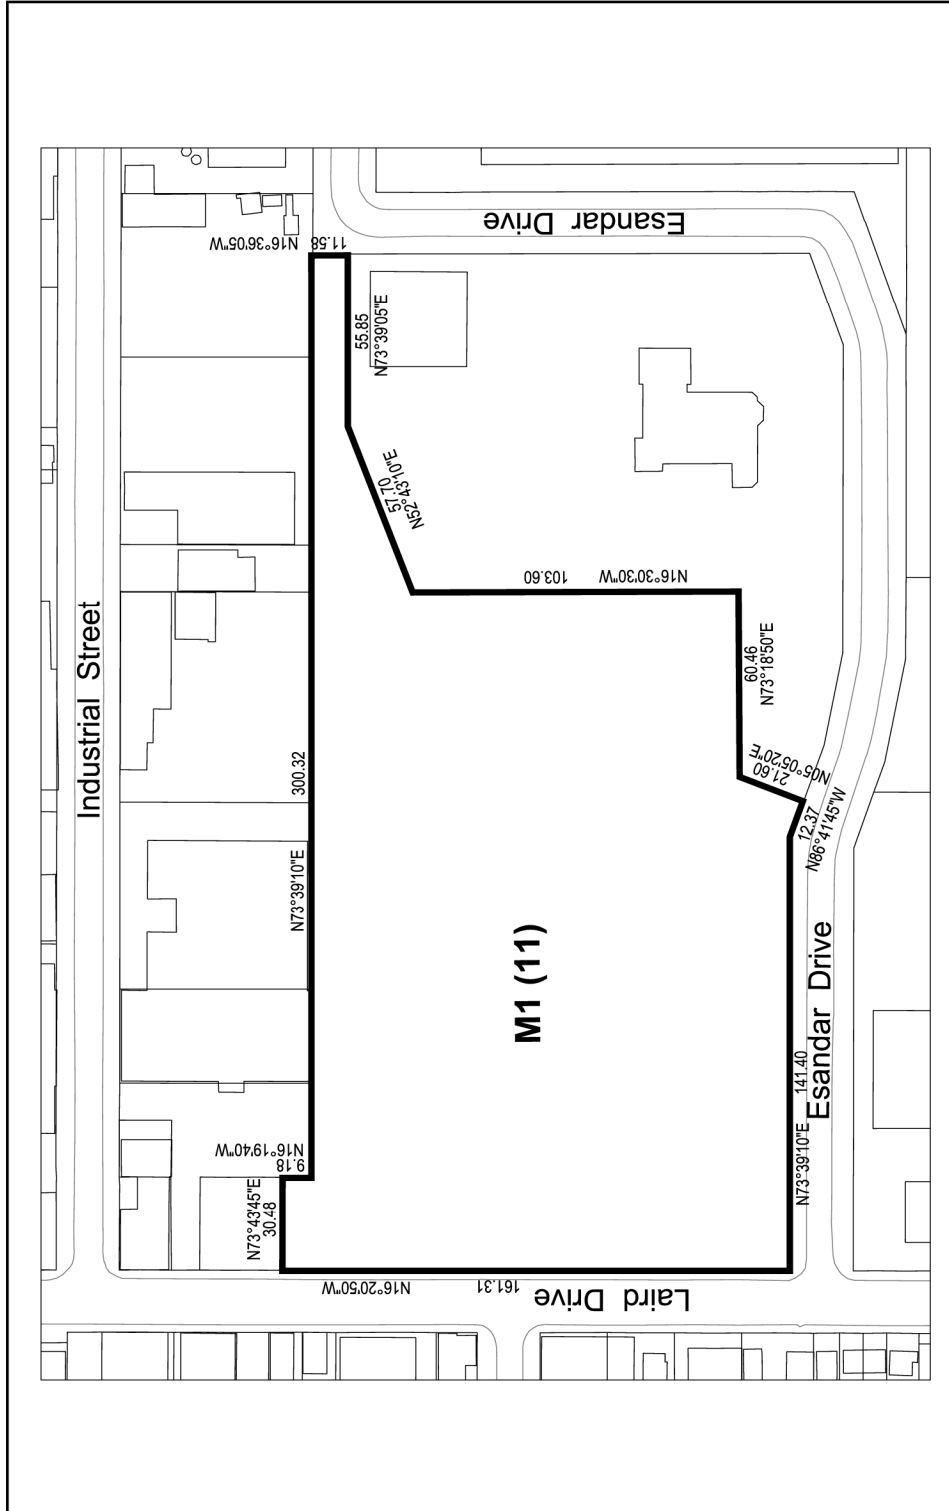 Esandar Drive
N16°36'05"W
11.58
55.85
N73°39'05"E
57.70
N52°43'10"E
N16°30'30"W
103.60
Industrial Street
60.46
N73°18'50"E
300.32
N05°05'20"E
21.60
12.37
N86°41'45"W
N73°39'10"E
M1 (11)
Esandar Drive
141.40
N73°39'10"E
N16°19'40"W
9.18
N73°43'45"E
30.48
N16°20'50"W
161.31
Laird Drive